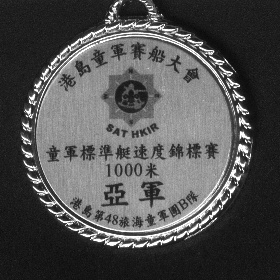 港島童軍賽船大會
SAT HKIR
童軍標準艇速度錦標賽
1000米
亞軍
港島第48旅海童軍團B隊